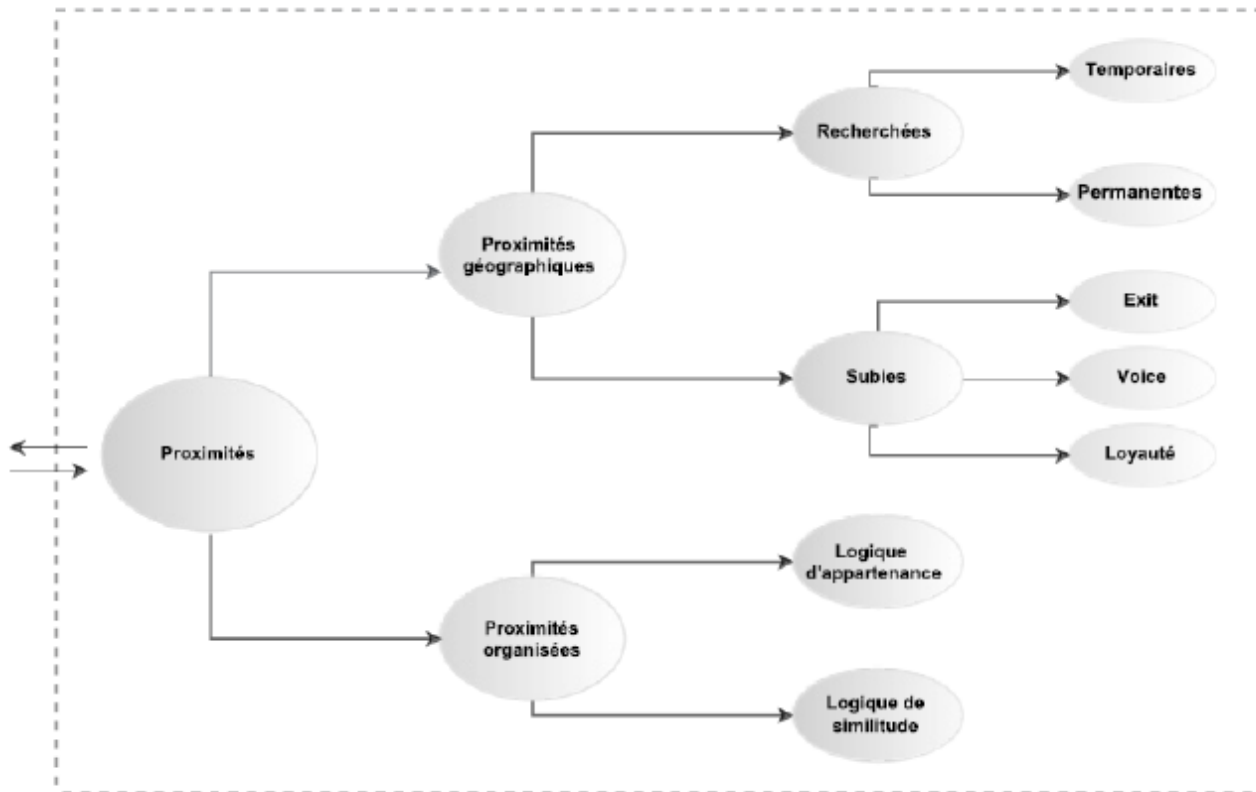 Temporaires
Recherchées
Permanentes
Proximités
géographiques
Exit
Subies
Voice
Loyauté
Proximités
Logique
d'appartenance
Proximités
organisées
Logique de
similitude